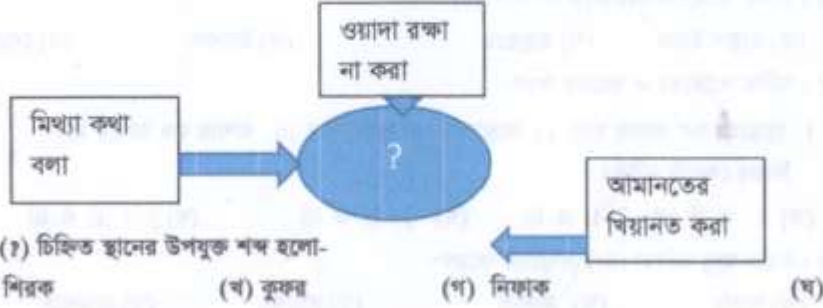 ওয়াদা রক্ষা
না করা
মিথ্যা কথা
বলা
?
আমানতের
খিয়ানত করা
(?) চিহ্নিত স্থানের উপযুক্ত শব্দ হলো-
শিরক (খ) কুফর (গ) নিফাক (ঘ)